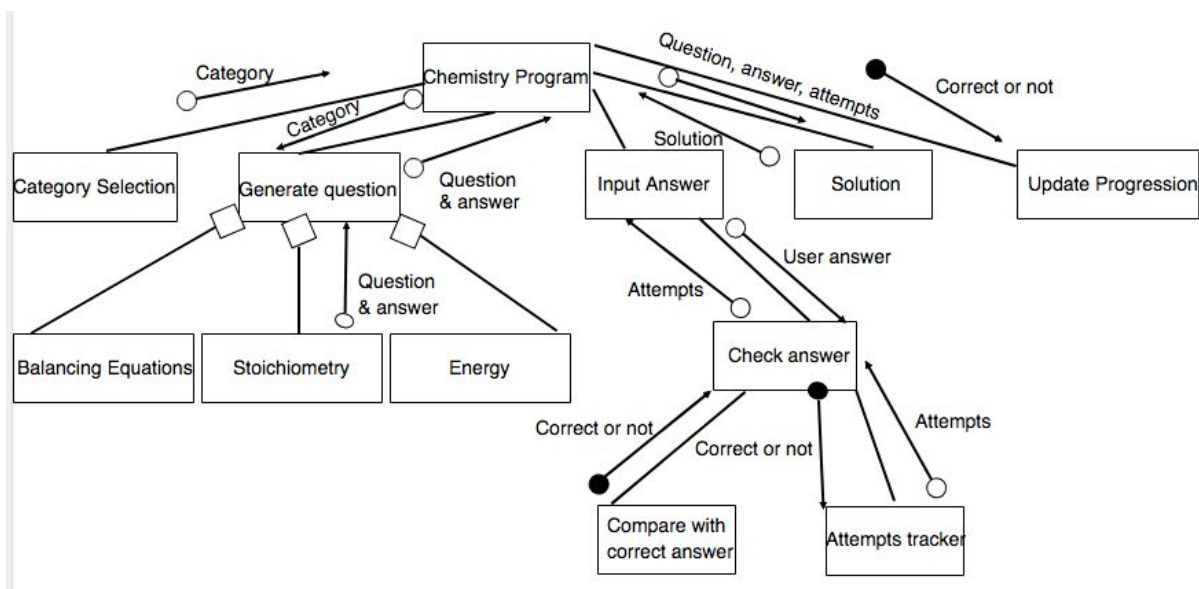 Category
Chemistry Program
Question, answer, attempts
Correct or not
Category
Solution
Category Selection
Generate question
Question
& answer
Input Answer
Solution
Update Progression
User answer
Attempts
Question
& answer
Balancing Equations
Stoichiometry
Energy
Check answer
Correct or not
Correct or not
Attempts
Compare with
correct answer
Attempts tracker